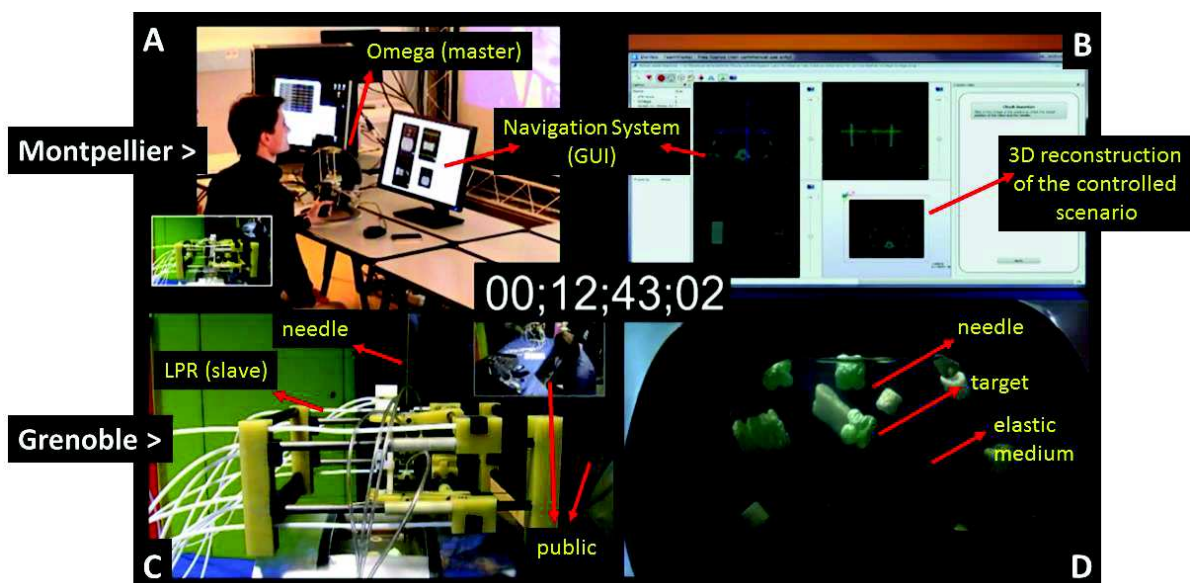 A
Omega (master)
B
Montpellier >
Navigation System
(GUI)
3D reconstruction
of the controlled
scenario
00;12;43;02
needle
LPR (slave)
needle
target
Grenoble >
elastic
medium
public
C
D